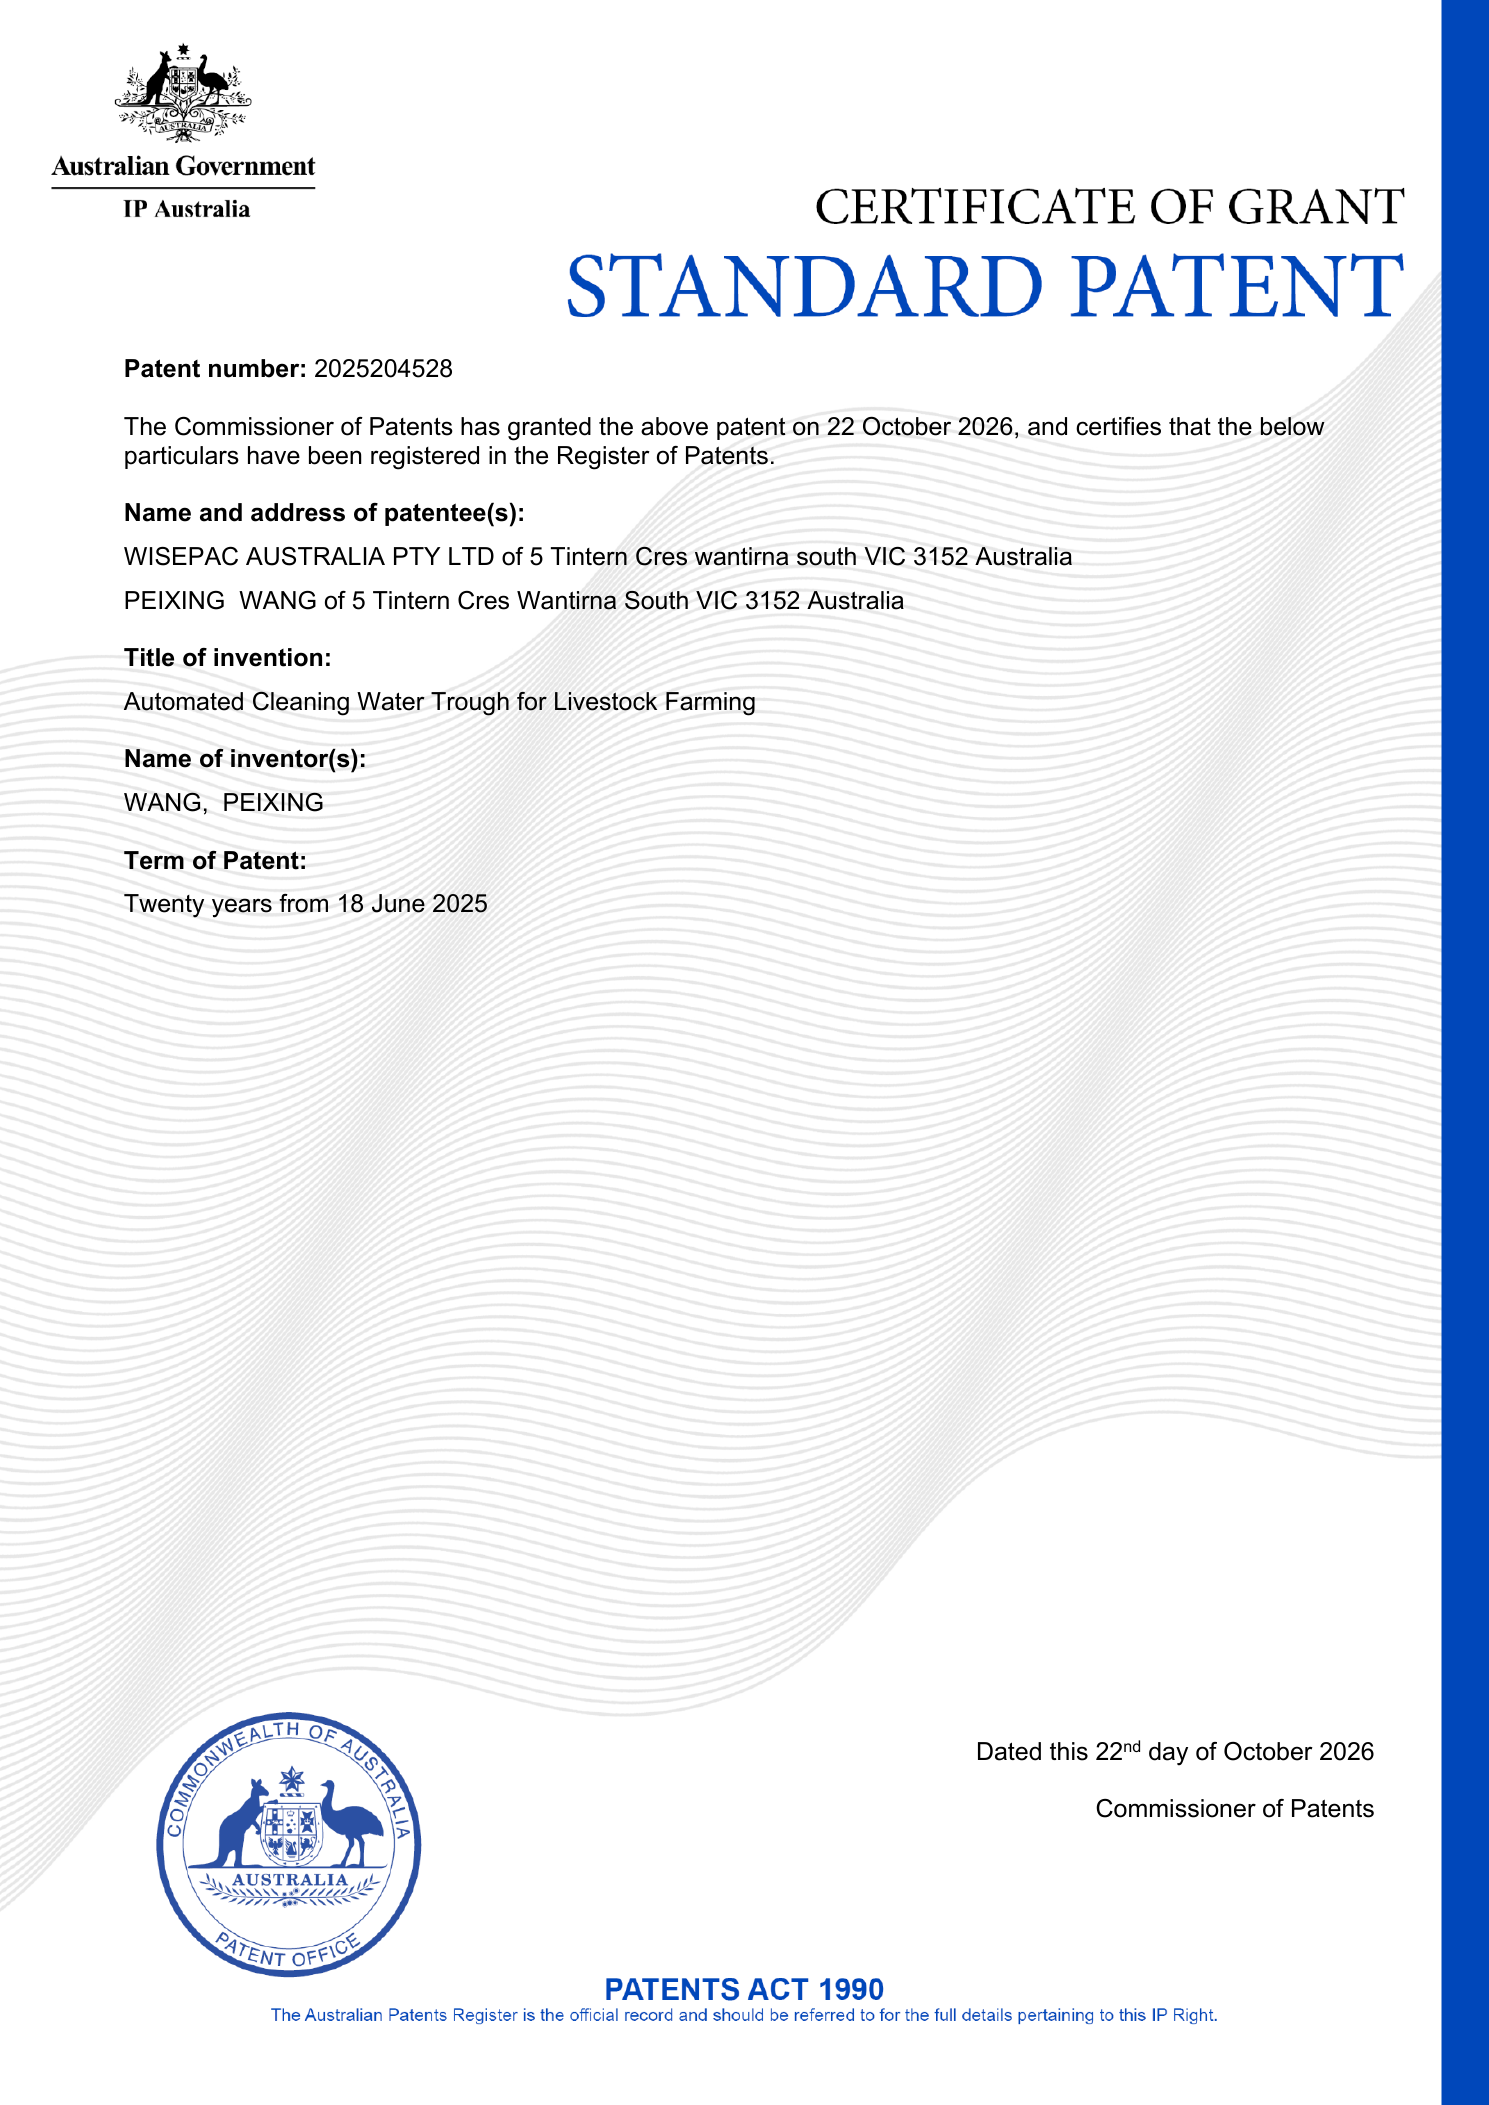 AUSTRALIA
Australian Government
IP Australia
CERTIFICATE OF GRANT
STANDARD PATENT
Patent number: 2025204528
The Commissioner of Patents has granted the above patent on 22 October 2026, and certifies that the below
particulars have been registered in the Register of Patents.
Name and address of patentee(s):
WISEPAC AUSTRALIA PTY LTD of 5 Tintern Cres wantirna south VIC 3152 Australia
PEIXING  WANG of 5 Tintern Cres Wantirna South VIC 3152 Australia
Title of invention:
Automated Cleaning Water Trough for Livestock Farming
Name of inventor(s):
WANG,  PEIXING
Term of Patent:
Twenty years from 18 June 2025
Dated this 22nd day of October 2026
Commissioner of Patents
COMMONWEALTH OF AUSTRALIA
AUSTRALIA
PATENT OFFICE
PATENTS ACT 1990
The Australian Patents Register is the official record and should be referred to for the full details pertaining to this IP Right.